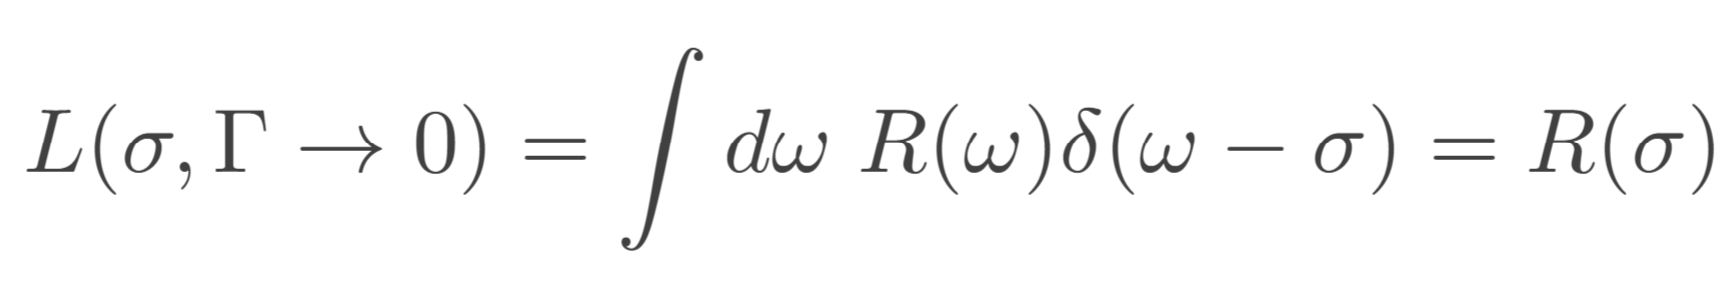 L(σ, Γ → 0) = ∫ dω R(ω)δ(ω − σ) = R(σ)